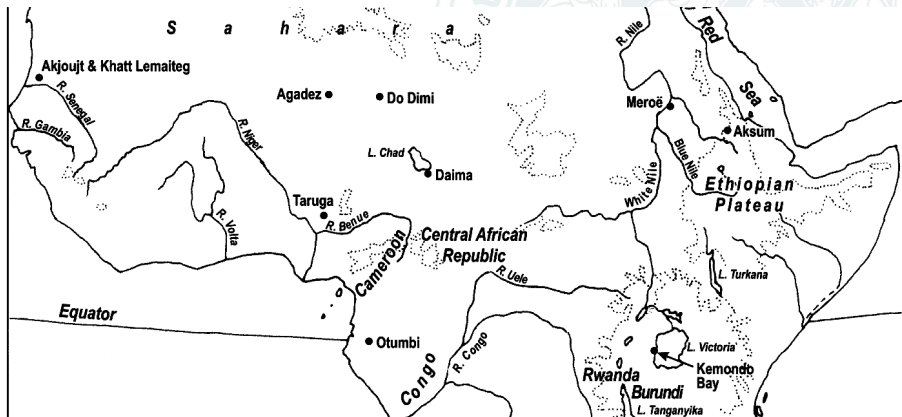 S a h a r a
R. Nile
Red
Sea
Akjoujt & Khatt Lemaiteg
R. Senegal
R. Gambia
Agadez
Do Dimi
Meroë
Aksum
R. Niger
L. Chad
Daima
Blue Nile
White Nile
Ethiopian
Plateau
Taruga
R. Benue
R. Volta
Cameroon
Central African
Republic
R. Uele
L. Turkana
Equator
Otumbi
Congo
R. Congo
L. Victoria
Kemondo
Bay
Rwanda
Burundi
L. Tanganyika